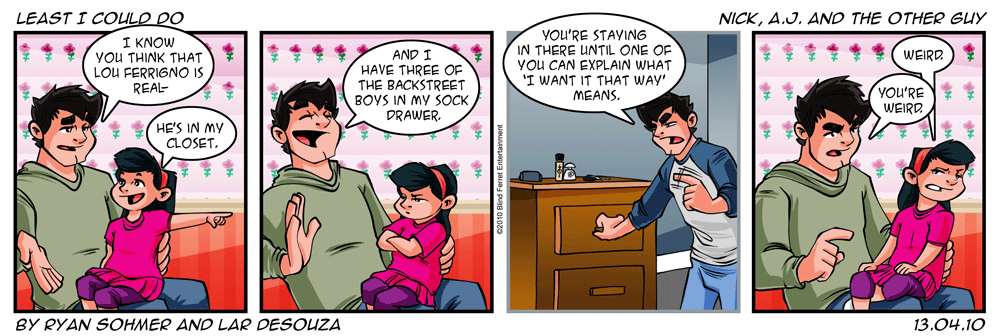 LEAST I COULD DO
NICK, A.J. AND THE OTHER GUY
I KNOW
YOU THINK THAT
LOU FERRIGNO IS
REAL-
HE'S IN MY
CLOSET.
AND I
HAVE THREE OF
THE BACKSTREET
BOYS IN MY SOCK
DRAWER.
©2010 Blind Ferret Entertainment
YOU'RE STAYING
IN THERE UNTIL ONE OF
YOU CAN EXPLAIN WHAT
'I WANT IT THAT WAY'
MEANS.
WEIRD.
YOU'RE
WEIRD.
BY RYAN SOHMER AND LAR DESOUZA
13.04.10